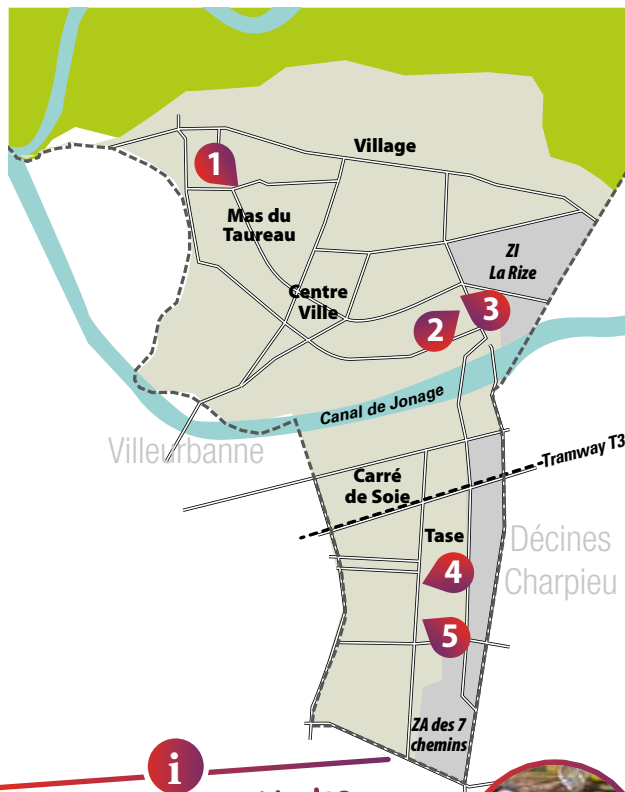 Village
1
Mas du
Taureau
ZI
La Rize
Centre
Ville
3
2
Canal de Jonage
Villeurbanne
Tramway T3
Carré
de Soie
Tase
Décines
Charpieu
4
5
ZA des 7
chemins
i